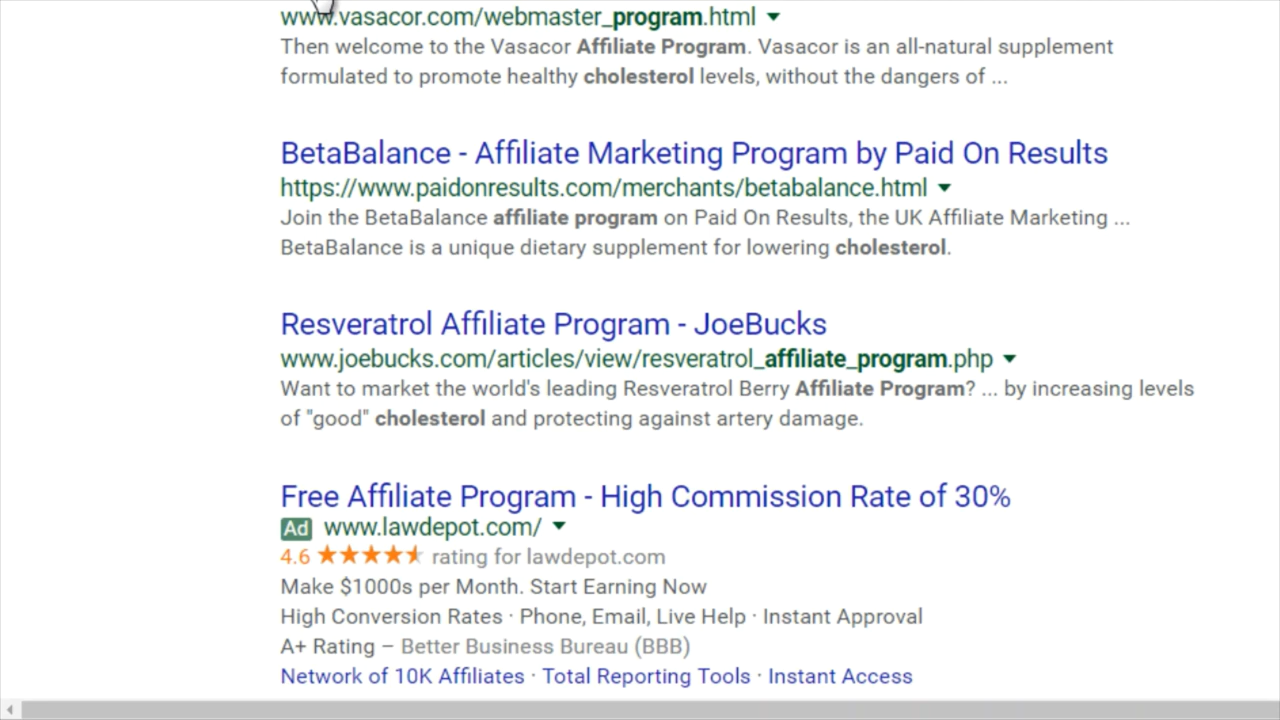 www.vasacor.com/webmaster_program.html
Then welcome to the Vasacor Affiliate Program. Vasacor is an all-natural supplement
formulated to promote healthy cholesterol levels, without the dangers of ...
BetaBalance - Affiliate Marketing Program by Paid On Results
https://www.paidonresults.com/merchants/betabalance.html
Join the BetaBalance affiliate program on Paid On Results, the UK Affiliate Marketing ...
BetaBalance is a unique dietary supplement for lowering cholesterol.
Resveratrol Affiliate Program - JoeBucks
www.joebucks.com/articles/view/resveratrol_affiliate_program.php
Want to market the world's leading Resveratrol Berry Affiliate Program? ... by increasing levels
of "good" cholesterol and protecting against artery damage.
Free Affiliate Program - High Commission Rate of 30%
Ad www.lawdepot.com/
4.6 rating for lawdepot.com
Make $1000s per Month. Start Earning Now
High Conversion Rates · Phone, Email, Live Help · Instant Approval
A+ Rating – Better Business Bureau (BBB)
Network of 10K Affiliates · Total Reporting Tools · Instant Access